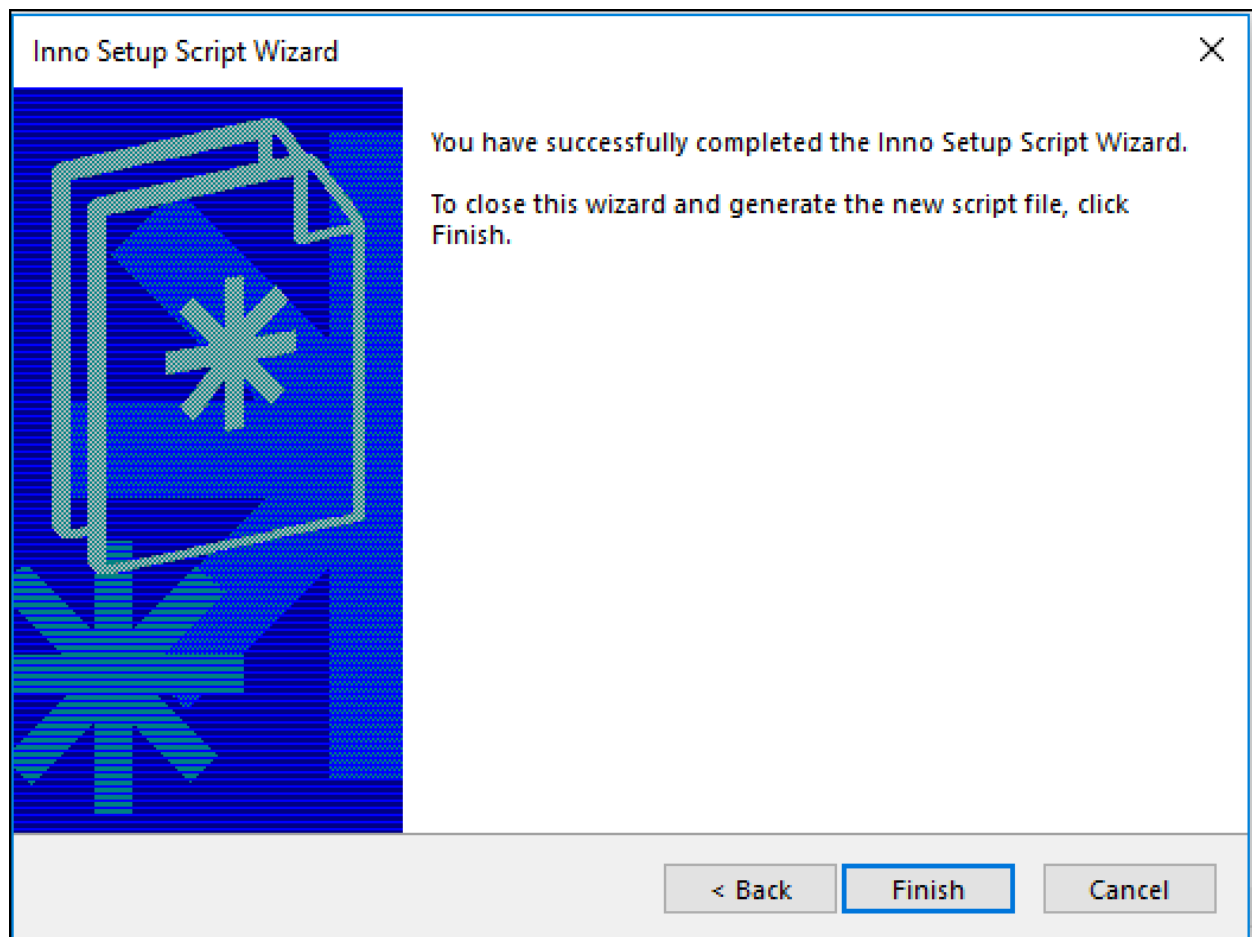 Inno Setup Script Wizard
You have successfully completed the Inno Setup Script Wizard.
To close this wizard and generate the new script file, click
Finish.
< Back
Finish
Cancel